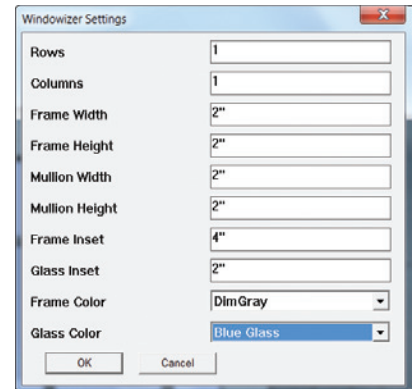 Windowizer Settings
Rows 1
Columns 1
Frame Width 2"
Frame Height 2"
Mullion Width 2"
Mullion Height 2"
Frame Inset 4"
Glass Inset 2"
Frame Color DimGray
Glass Color Blue Glass
OK Cancel